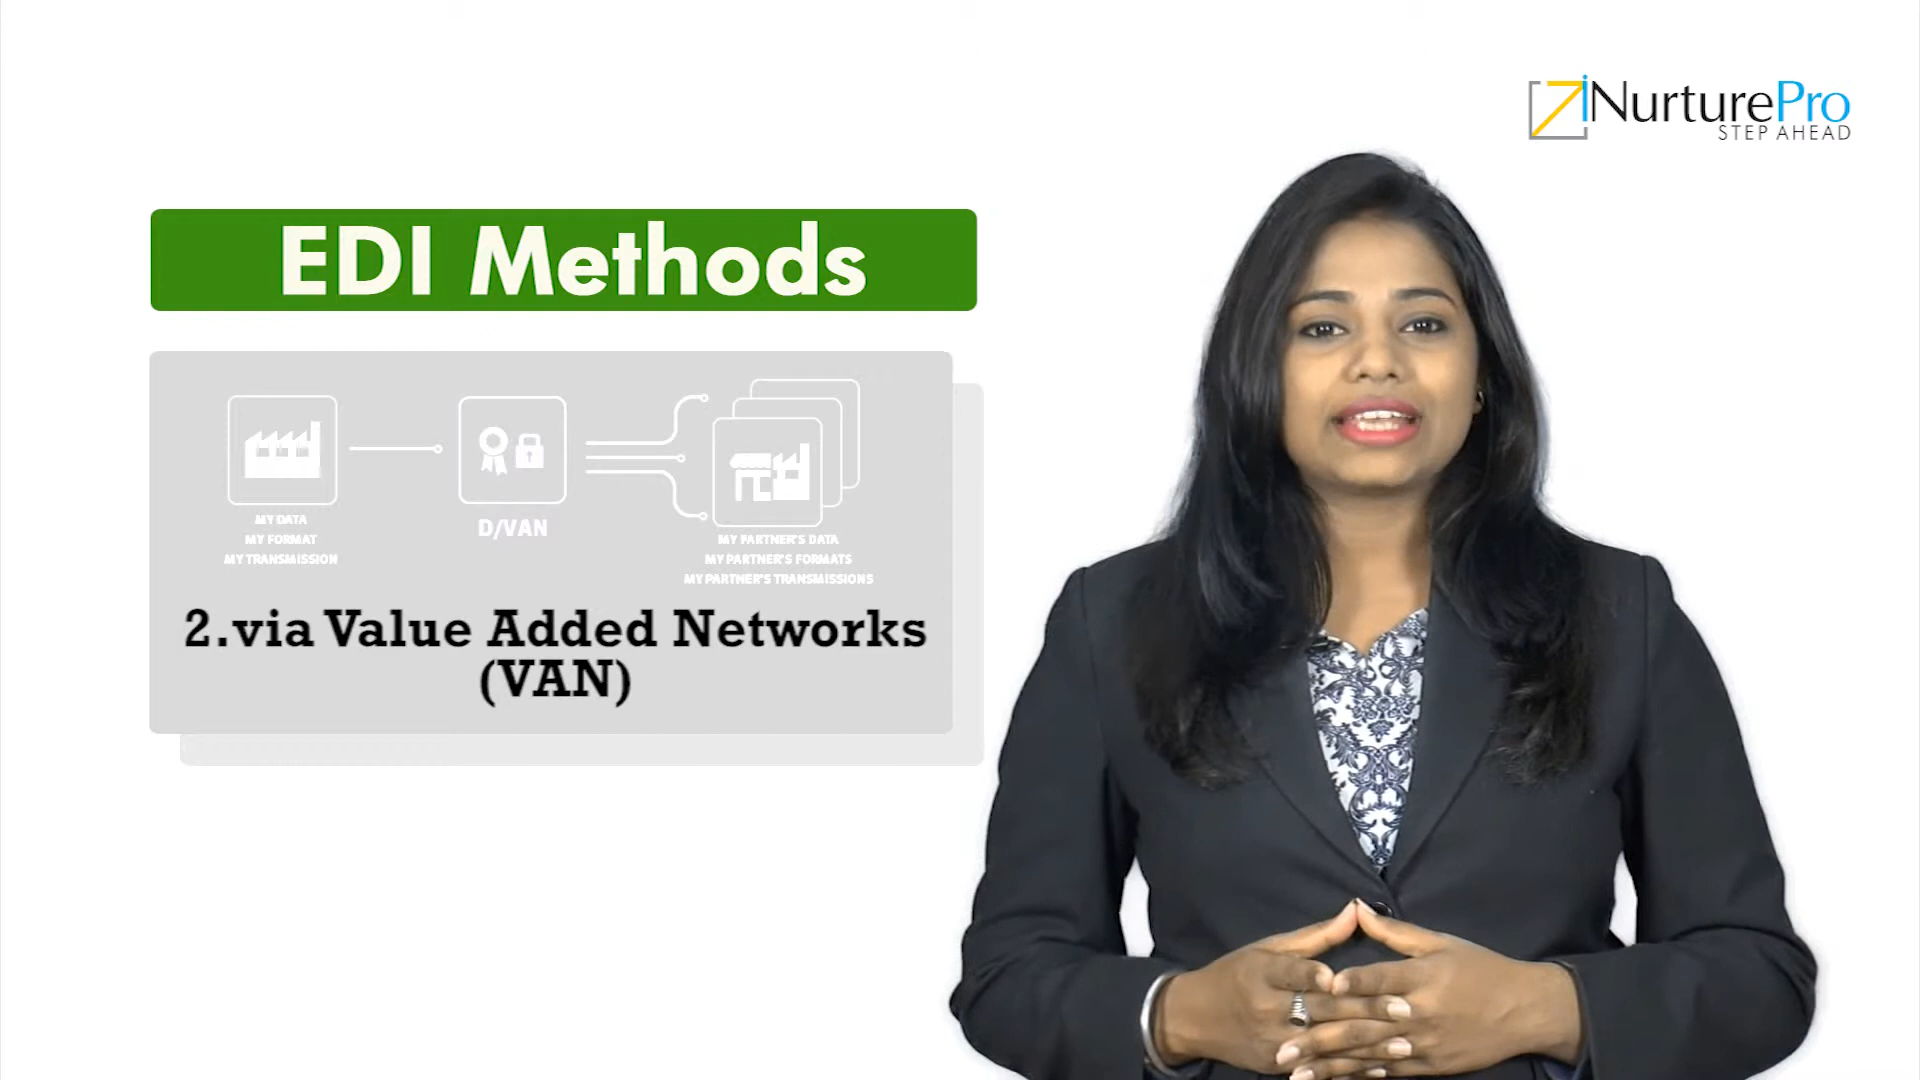 iNurturePro
STEP AHEAD
EDI Methods
MY DATA
MY FORMAT
MY TRANSMISSION
D/VAN
MY PARTNER'S DATA
MY PARTNER'S FORMATS
MY PARTNER'S TRANSMISSIONS
2.via Value Added Networks
(VAN)